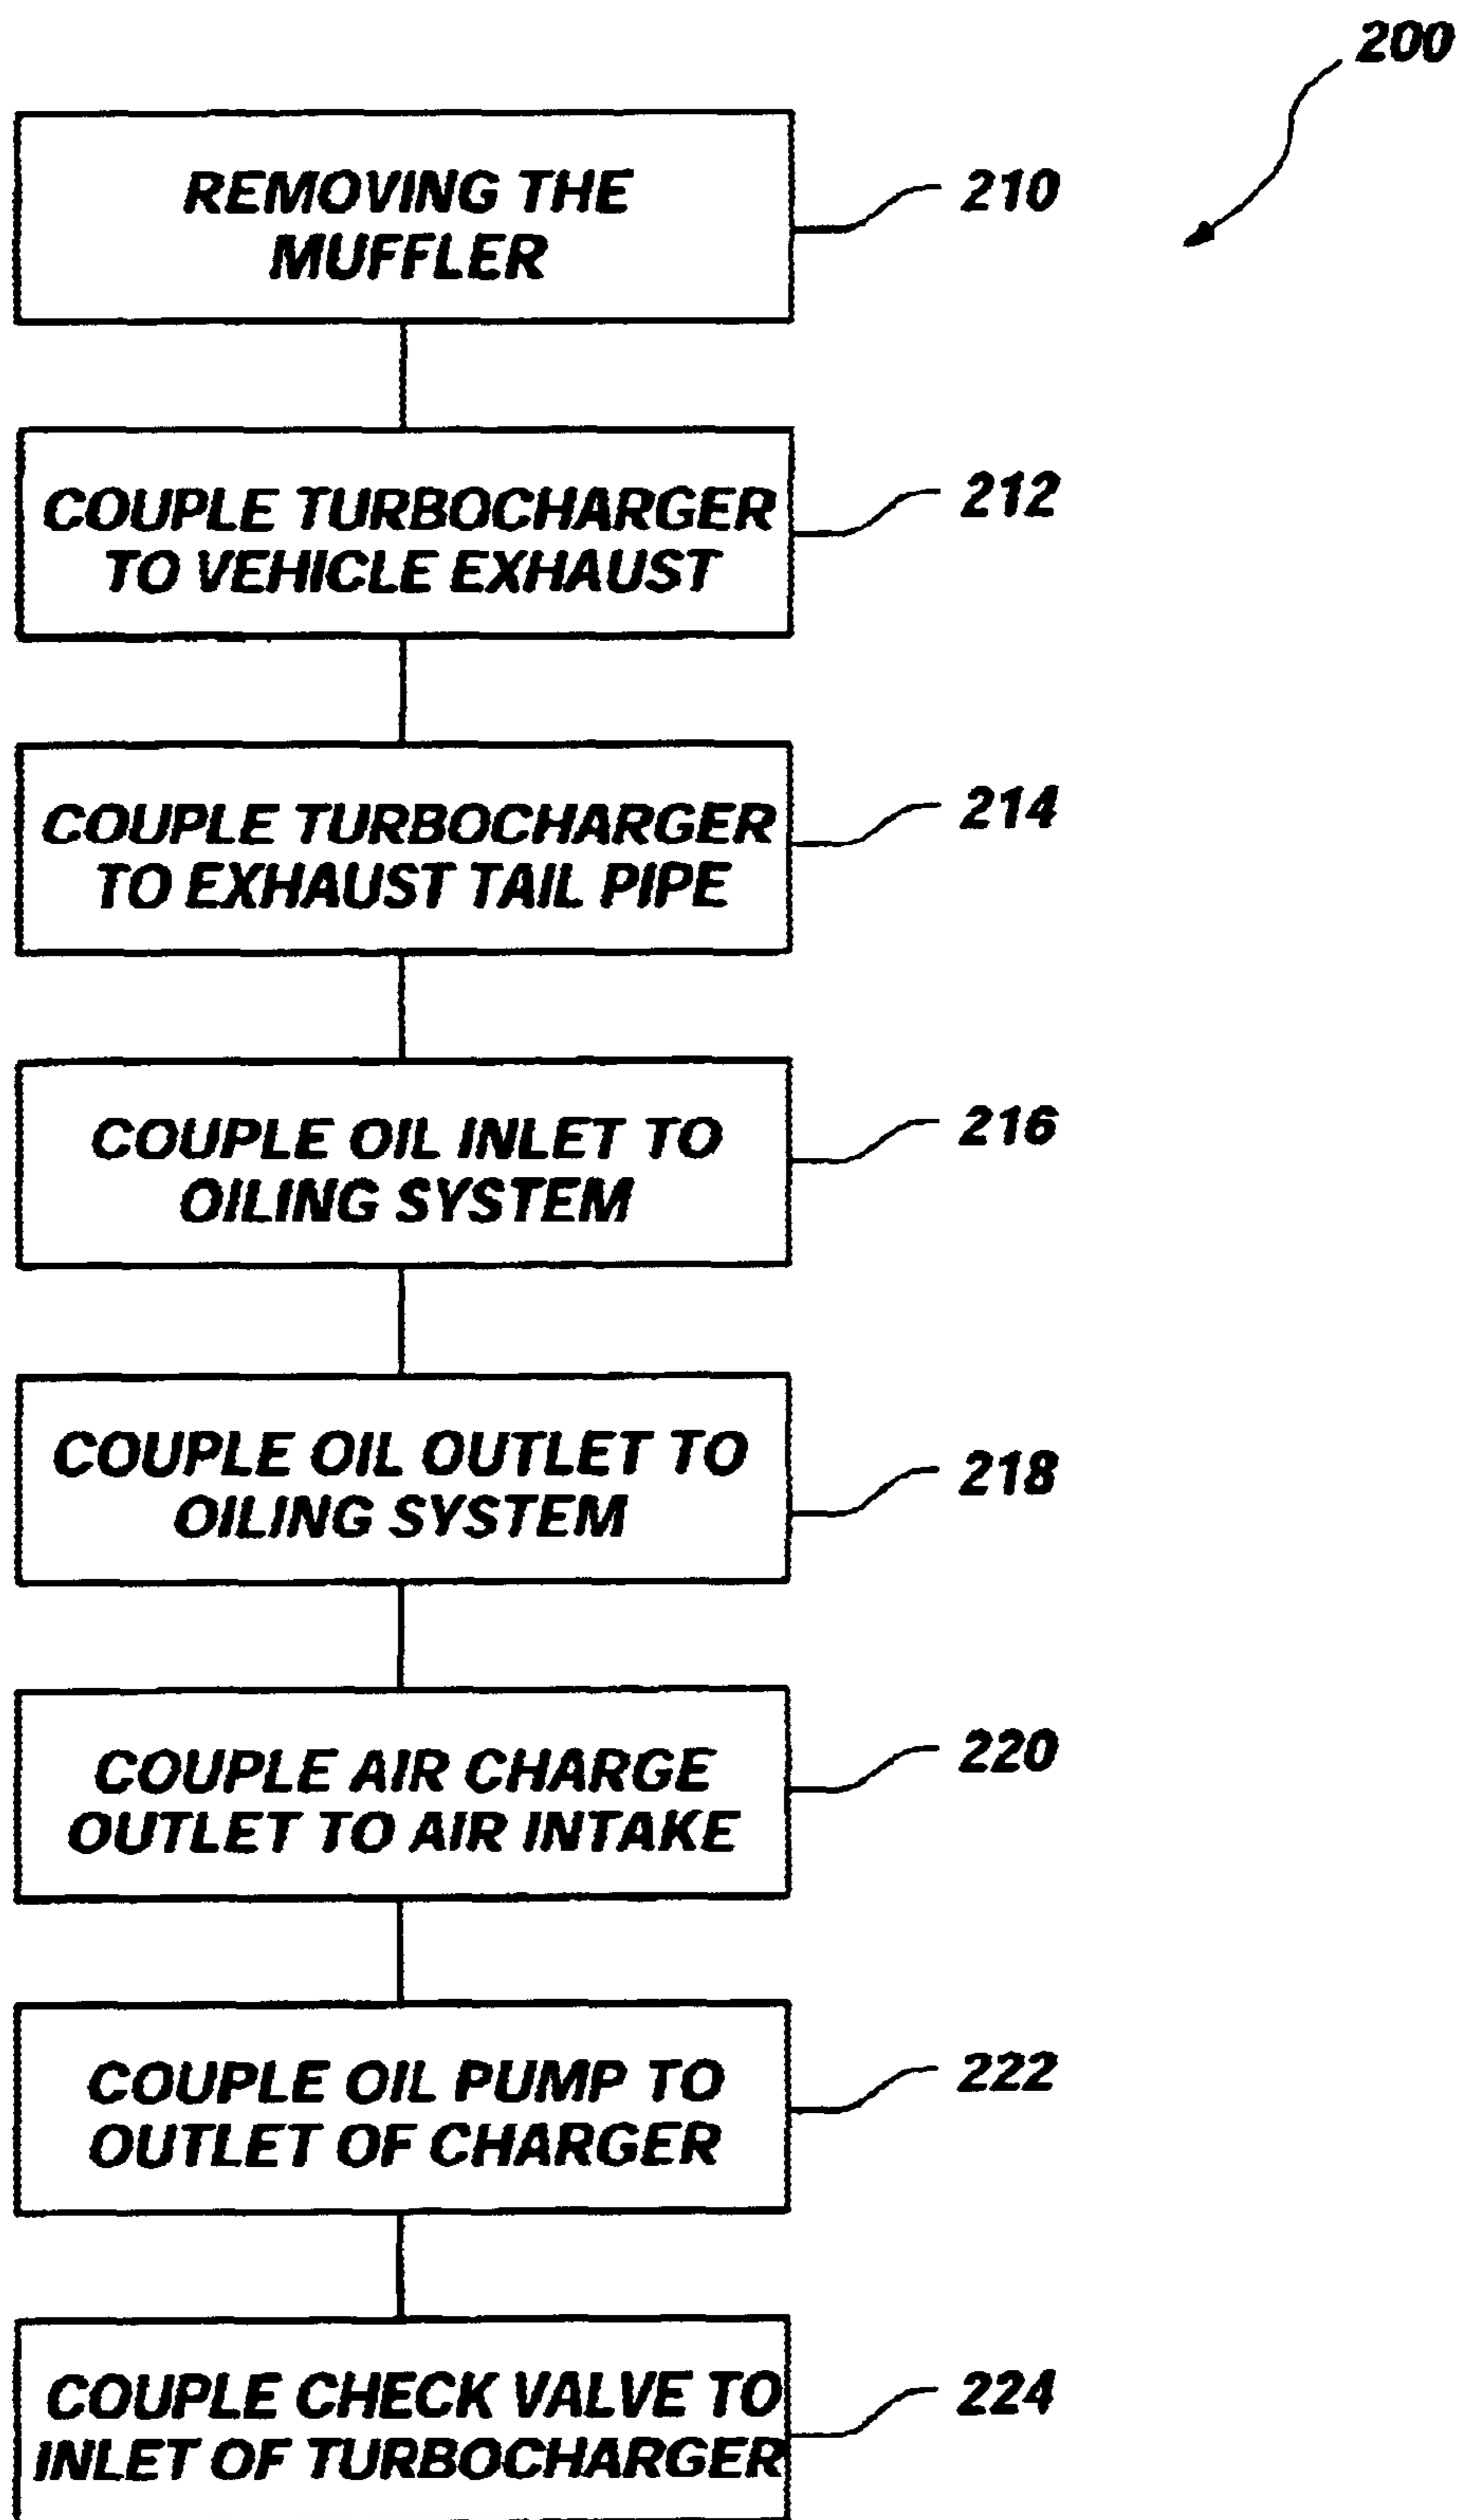 200
REMOVING THE
MUFFLER
210
COUPLE TURBOCHARGER
TO VEHICLE EXHAUST
212
COUPLE TURBOCHARGER
TO EXHAUST TAIL PIPE
214
COUPLE OIL INLET TO
OILING SYSTEM
216
COUPLE OIL OUTLET TO
OILING SYSTEM
218
COUPLE AIR CHARGE
OUTLET TO AIR INTAKE
220
COUPLE OIL PUMP TO
OUTLET OF CHARGER
222
COUPLE CHECK VALVE TO
INLET OF TURBOCHARGER
224